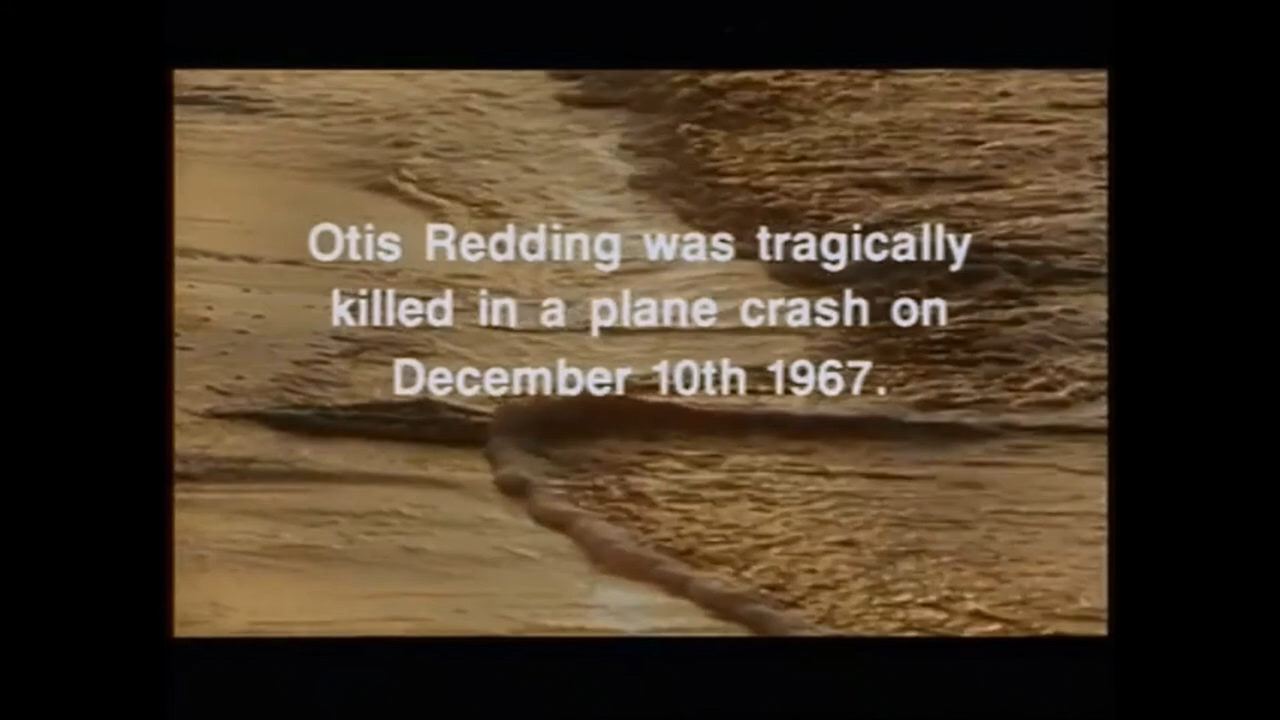 Otis Redding was tragically
killed in a plane crash on
December 10th 1967.